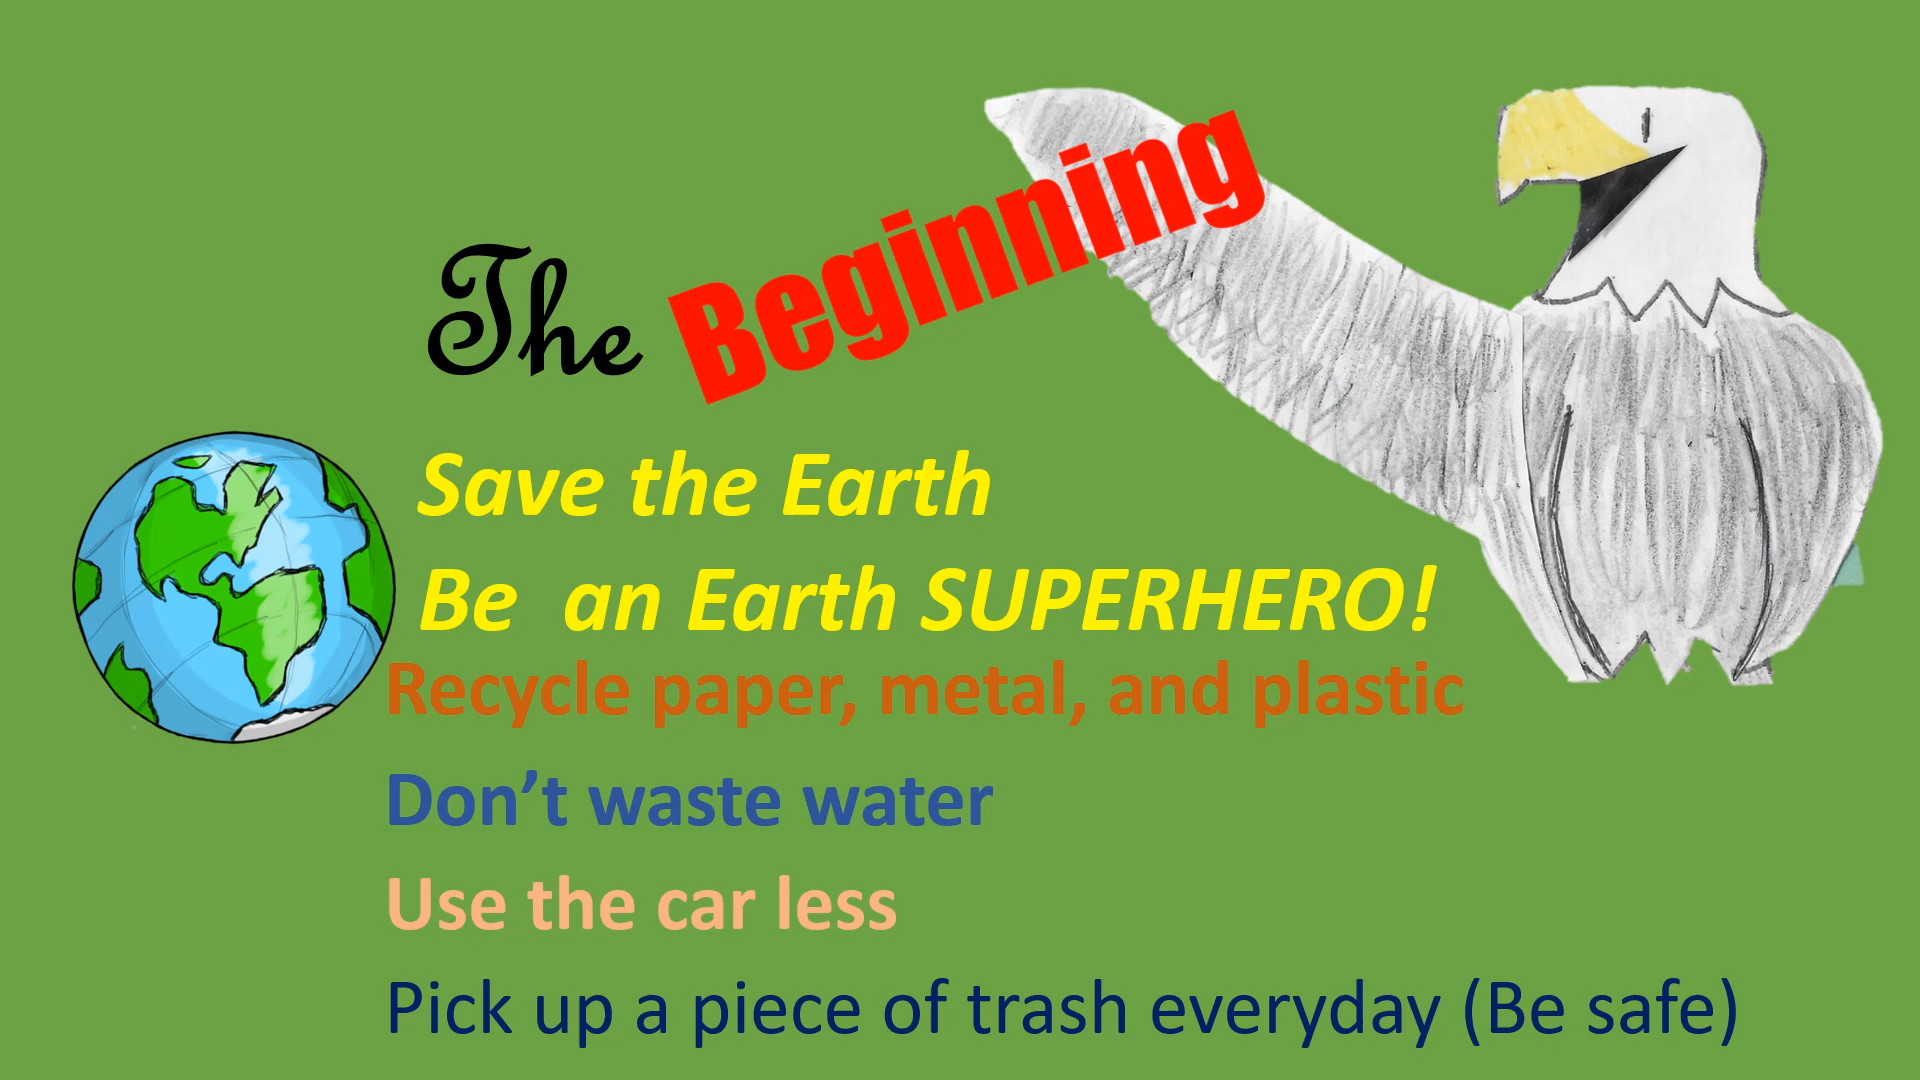 The Beginning
Save the Earth
Be  an Earth SUPERHERO!
Recycle paper, metal, and plastic
Don’t waste water
Use the car less
Pick up a piece of trash everyday (Be safe)